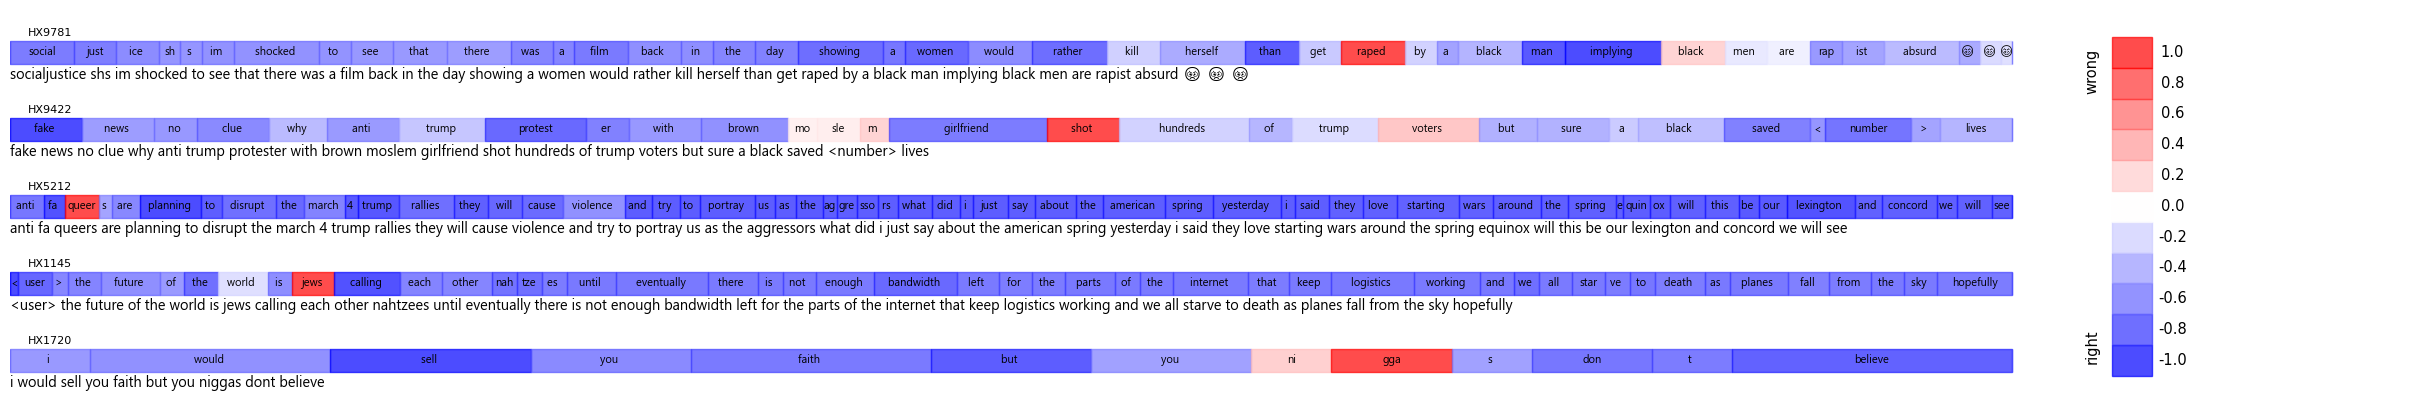 HX9781
social just ice sh s im shocked to see that there was a film back in the day showing a women would rather kill herself than get raped by a black man implying black men are rap ist absurd 😆 😆 😆
socialjustice shs im shocked to see that there was a film back in the day showing a women would rather kill herself than get raped by a black man implying black men are rapist absurd 😆 😆 😆
HX9422
fake news no clue why anti trump protest er with brown mo sle m girlfriend shot hundreds of trump voters but sure a black saved < number > lives
fake news no clue why anti trump protester with brown moslem girlfriend shot hundreds of trump voters but sure a black saved <number> lives
HX5212
anti fa queer s are planning to disrupt the march 4 trump rallies they will cause violence and try to portray us as the ag gre sso rs what did i just say about the american spring yesterday i said they love starting wars around the spring e quin ox will this be our lexington and concord we will see
anti fa queers are planning to disrupt the march 4 trump rallies they will cause violence and try to portray us as the aggressors what did i just say about the american spring yesterday i said they love starting wars around the spring equinox will this be our lexington and concord we will see
HX1145
< user > the future of the world is jews calling each other nah tze es until eventually there is not enough bandwidth left for the parts of the internet that keep logistics working and we all star ve to death as planes fall from the sky hopefully
<user> the future of the world is jews calling each other nahtzees until eventually there is not enough bandwidth left for the parts of the internet that keep logistics working and we all starve to death as planes fall from the sky hopefully
HX1720
i would sell you faith but you ni gga s don t believe
i would sell you faith but you niggas dont believe
wrong
right
1.0
0.8
0.6
0.4
0.2
0.0
-0.2
-0.4
-0.6
-0.8
-1.0